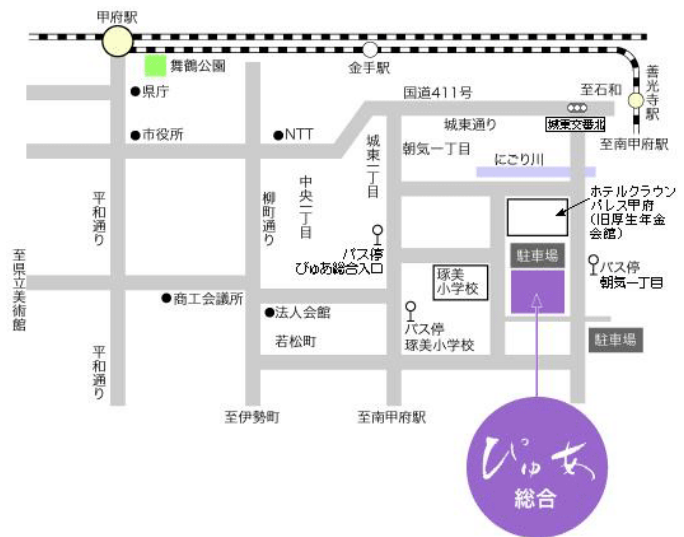 甲府駅
舞鶴公園
金手駅
善光寺駅
●県庁
国道411号
至石和
●市役所
●NTT
城東通り
城東交番北
至南甲府駅
城東一丁目
朝気一丁目
にごり川
平和通り
柳町通り
中央一丁目
ホテルクラウン
パレス甲府
(旧厚生年金
会館)
バス停
ぴゅあ総合入口
駐車場
バス停
朝気一丁目
至県立美術館
琢美
小学校
●商工会議所
●法人会館
バス停
琢美小学校
若松町
駐車場
平和通り
至伊勢町
至南甲府駅
ぴゅあ
総合